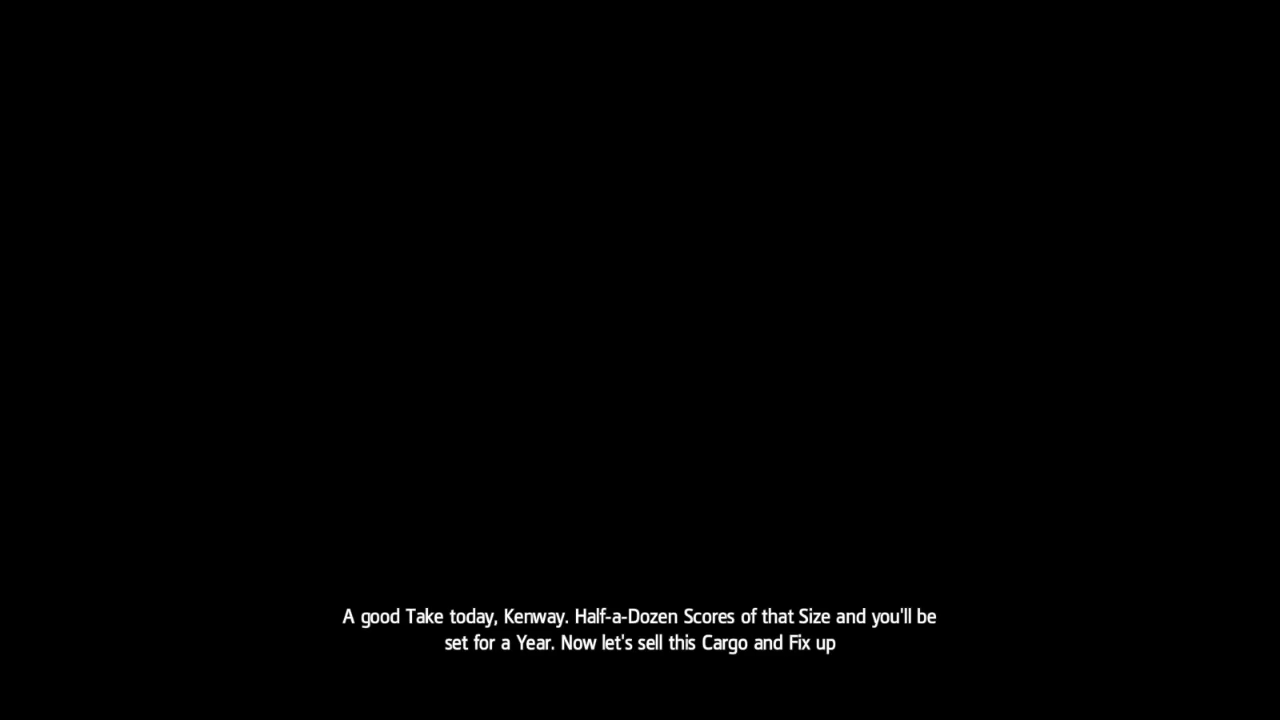 A good Take today, Kenway. Half-a-Dozen Scores of that Size and you'll be
set for a Year. Now let's sell this Cargo and Fix up